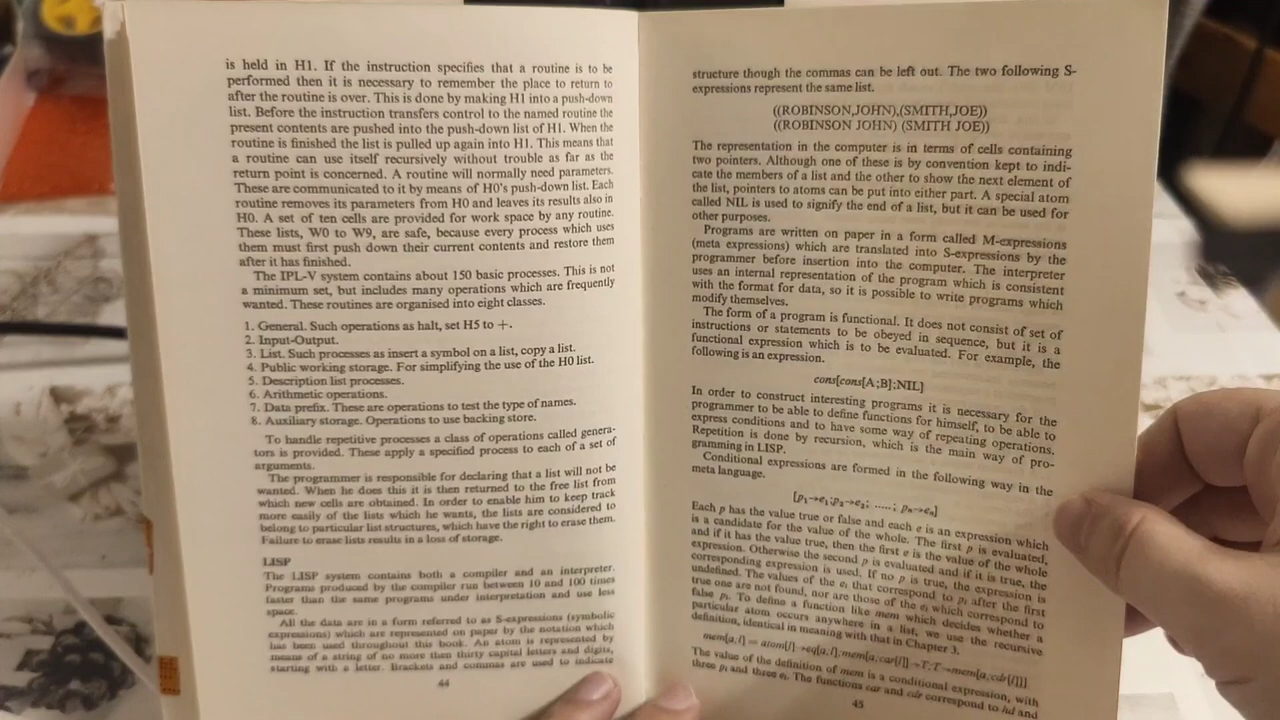 is held in H1. If the instruction specifies that a routine is to be
performed then it is necessary to remember the place to return to
after the routine is over. This is done by making H1 into a push-down
list. Before the instruction transfers control to the named routine the
present contents are pushed into the push-down list of H1. When the
routine is finished the list is pulled up again into H1. This means that
a routine can use itself recursively without trouble as far as the
return point is concerned. A routine will normally need parameters.
These are communicated to it by means of H0's push-down list. Each
routine removes its parameters from H0 and leaves its results also in
H0. A set of ten cells are provided for work space by any routine.
These lists, W0 to W9, are safe, because every process which uses
them must first push down their current contents and restore them
after it has finished.
The IPL-V system contains about 150 basic processes. This is not
a minimum set, but includes many operations which are frequently
wanted. These routines are organised into eight classes.
1. General. Such operations as halt, set H5 to +.
2. Input-Output.
3. List. Such processes as insert a symbol on a list, copy a list.
4. Public working storage. For simplifying the use of the H0 list.
5. Description list processes.
6. Arithmetic operations.
7. Data prefix. These are operations to test the type of names.
8. Auxiliary storage. Operations to use backing store.
To handle repetitive processes a class of operations called genera-
tors is provided. These apply a specified process to each of a set of
arguments.
The programmer is responsible for declaring that a list will not be
wanted. When he does this it is then returned to the free list from
which new cells are obtained. In order to enable him to keep track
more easily of the lists which he wants, the lists are considered to
belong to particular list structures, which have the right to erase them.
Failure to erase lists results in a loss of storage.
LISP
The LISP system contains both a compiler and an interpreter.
Programs produced by the compiler run between 10 and 100 times
faster than the same programs under interpretation and use less
space.
All the data are in a form referred to as S-expressions (symbolic
expressions) which are represented on paper by the notation which
has been used throughout this book. An atom is represented by
means of a string of no more then thirty capital letters and digits,
starting with a letter. Brackets and commas are used to indicate
44
structure though the commas can be left out. The two following S-
expressions represent the same list.
((ROBINSON,JOHN),(SMITH,JOE))
((ROBINSON JOHN) (SMITH JOE))
The representation in the computer is in terms of cells containing
two pointers. Although one of these is by convention kept to indi-
cate the members of a list and the other to show the next element of
the list, pointers to atoms can be put into either part. A special atom
called NIL is used to signify the end of a list, but it can be used for
other purposes.
Programs are written on paper in a form called M-expressions
(meta expressions) which are translated into S-expressions by the
programmer before insertion into the computer. The interpreter
uses an internal representation of the program which is consistent
with the format for data, so it is possible to write programs which
modify themselves.
The form of a program is functional. It does not consist of set of
instructions or statements to be obeyed in sequence, but it is a
functional expression which is to be evaluated. For example, the
following is an expression.
cons[cons[A;B]:NIL]
In order to construct interesting programs it is necessary for the
programmer to be able to define functions for himself, to be able to
express conditions and to have some way of repeating operations.
Repetition is done by recursion, which is the main way of pro-
gramming in LISP.
Conditional expressions are formed in the following way in the
meta language.
[p₁→e₁;p₂→e₂; .....; pₙ→eₙ]
Each p has the value true or false and each e is an expression which
is a candidate for the value of the whole. The first p is evaluated,
and if it has the value true, then the first e is the value of the whole
expression. Otherwise the second p is evaluated and if it is true, the
corresponding expression is used. If no p is true, the expression is
undefined. The values of the eᵢ that correspond to pᵢ after the first
true one are not found, nor are those of the eᵢ which correspond to
false pᵢ. To define a function like mem which decides whether a
particular atom occurs anywhere in a list, we use the recursive
definition, identical in meaning with that in Chapter 3.
mem[a,l] = atom[l]→eq[a,l];mem[a;car[l]]→T;T→mem[a;cdr[l]]]
The value of the definition of mem is a conditional expression, with
three pᵢ and three eᵢ. The functions car and cdr correspond to hd and
45